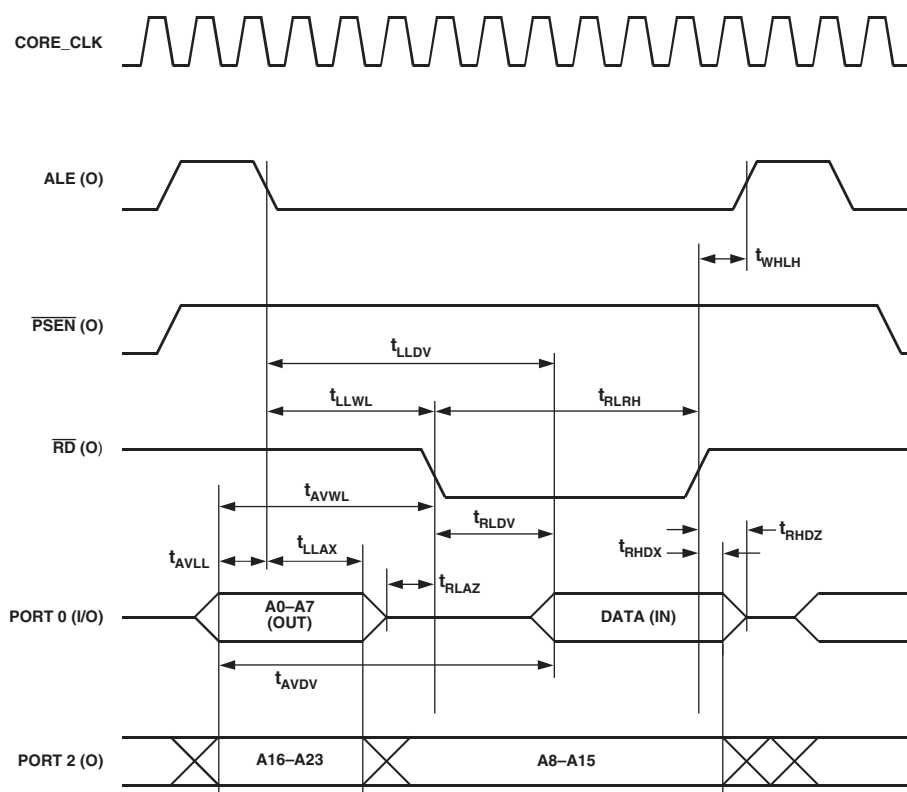 CORE_CLK
ALE (O)
tWHLH
PSEN (O)
tLLDV
tLLWL
tRLRH
RD (O)
tAVWL
tRLDV
tRHDZ
tAVLL
tLLAX
tRHDX
tRLAZ
PORT 0 (I/O)
A0–A7
(OUT)
DATA (IN)
tAVDV
PORT 2 (O)
A16–A23
A8–A15